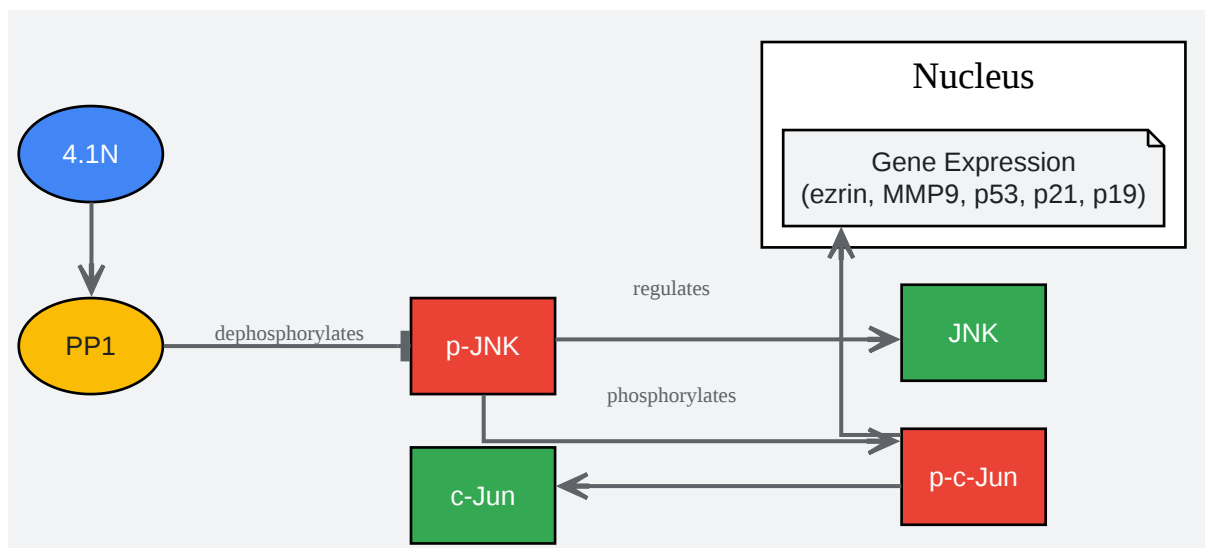 Nucleus
4.1N
Gene Expression
(ezrin, MMP9, p53, p21, p19)
regulates
dephosphorylates
PP1
p-JNK
JNK
phosphorylates
c-Jun
p-c-Jun